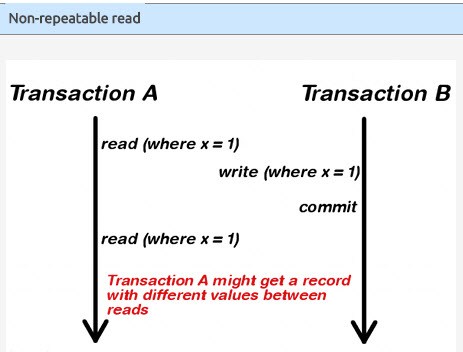 Non-repeatable read
Transaction A
Transaction B
read (where x = 1)
write (where x = 1)
commit
read (where x = 1)
Transaction A might get a record
with different values between
reads